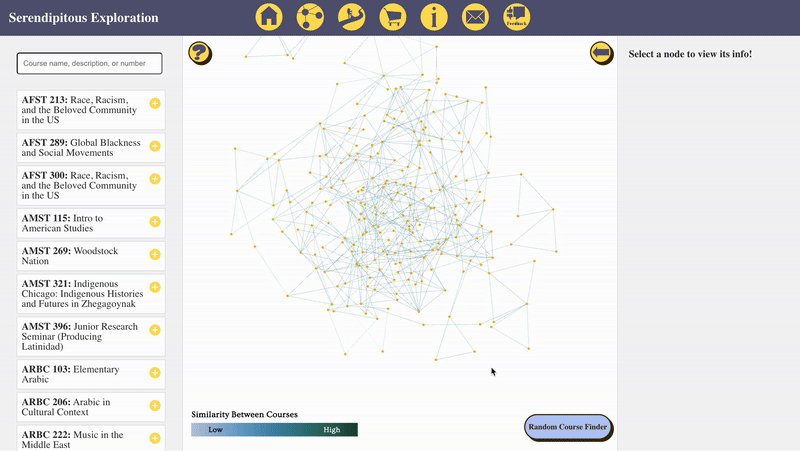 Serendipitous Exploration
Feedback
Course name, description, or number
AFST 213: Race, Racism,
and the Beloved Community
in the US
AFST 289: Global Blackness
and Social Movements
AFST 300: Race, Racism,
and the Beloved Community
in the US
AMST 115: Intro to
American Studies
AMST 269: Woodstock
Nation
AMST 321: Indigenous
Chicago: Indigenous Histories
and Futures in Zhegagoynak
AMST 396: Junior Research
Seminar (Producing
Latinidad)
ARBC 103: Elementary
Arabic
ARBC 206: Arabic in
Cultural Context
ARBC 222: Music in the
Middle East
?
Similarity Between Courses
Low High
Random Course Finder
Select a node to view its info!